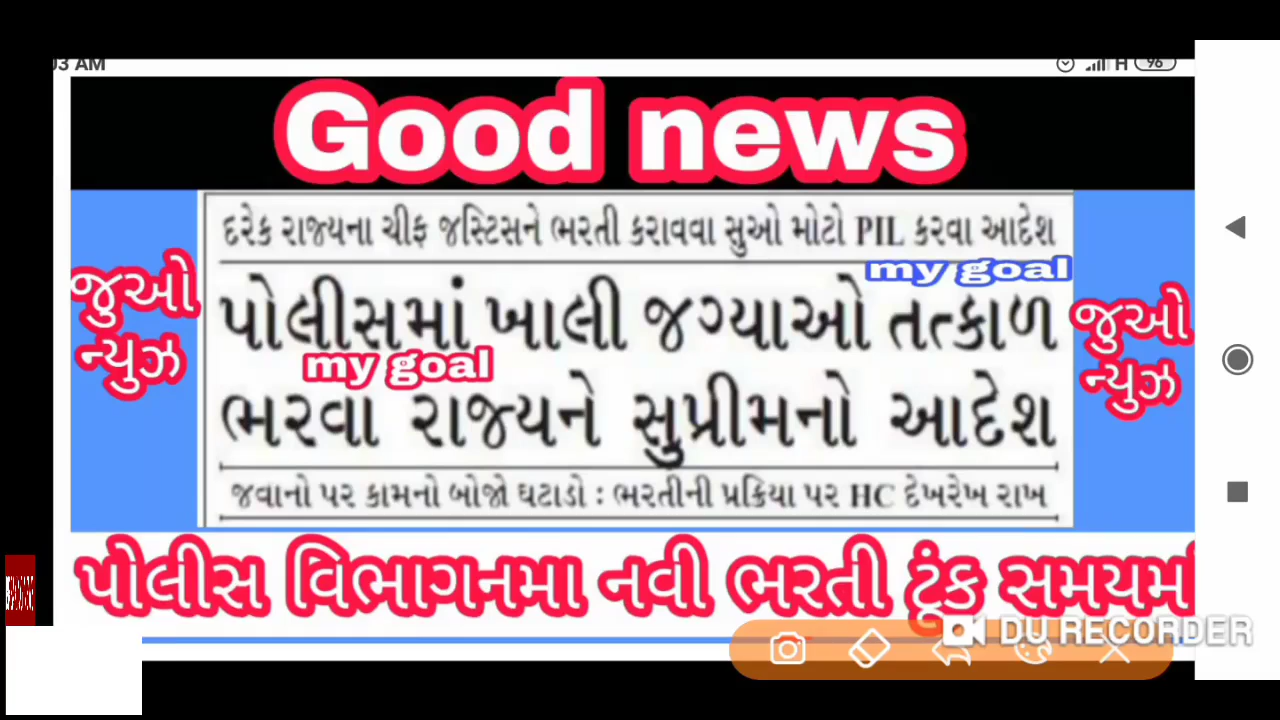 03 AM
H 96
Good news
દરેક રાજ્યના ચીફ જસ્ટિસને ભરતી કરાવવા સુઓ મોટો PIL કરવા આદેશ
my goal
જુઓ
ન્યુઝ
પોલીસમાં ખાલી જગ્યાઓ તત્કાળ
my goal
ભરવા રાજ્યને સુપ્રીમનો આદેશ
જુઓ
ન્યુઝ
જવાનો પર કામનો બોજો ઘટાડો : ભરતીની પ્રક્રિયા પર HC દેખરેખ રાખ
પોલીસ વિભાગનમા નવી ભરતી ટૂંક સમયમાં
DU RECORDER